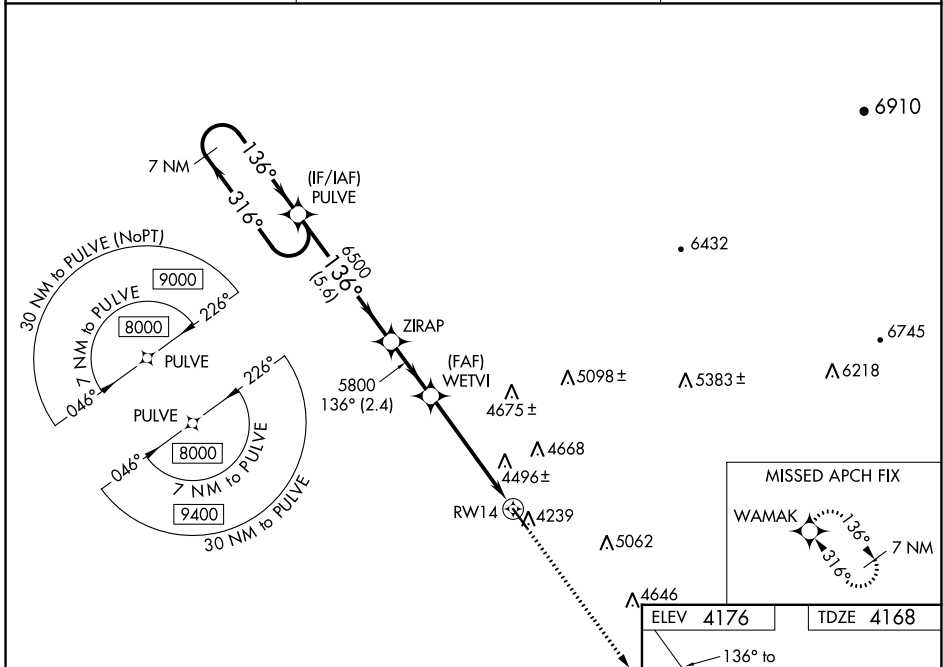 6910
7 NM
136°
316°
(IF/IAF)
PULVE
6500
136°
(5.6)
6432
30 NM to PULVE (NoPT)
9000
7 NM to PULVE
8000
226°
046°
PULVE
ZIRAP
6745
(FAF)
WETVI
5800
136° (2.4)
5098±
5383±
6218
4675±
PULVE
226°
046°
8000
7 NM to PULVE
9400
30 NM to PULVE
4668
4496±
RW14
4239
5062
4646
MISSED APCH FIX
WAMAK
136°
316°
7 NM
ELEV 4176
TDZE 4168
136° to